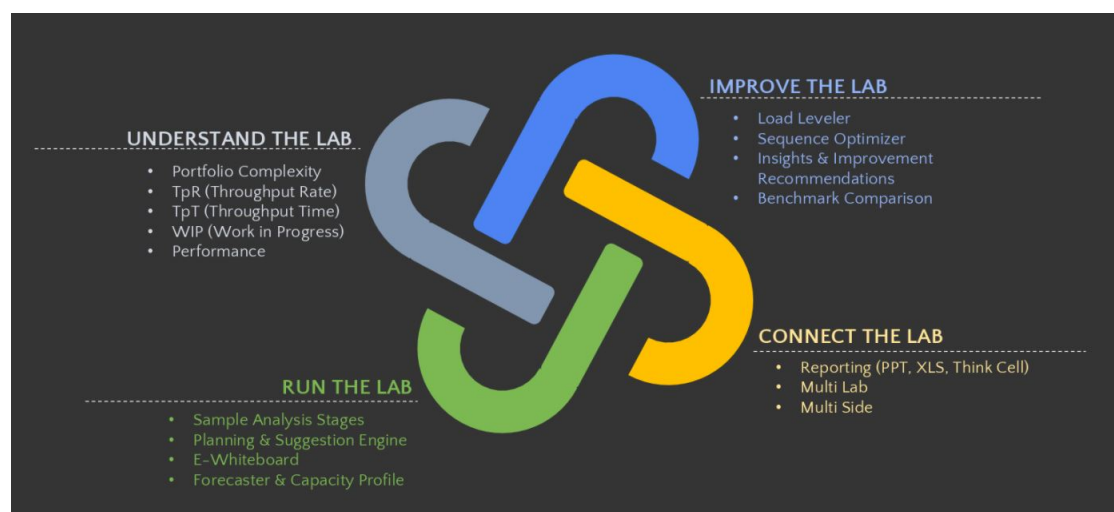 UNDERSTAND THE LAB
• Portfolio Complexity
• TpR (Throughput Rate)
• TpT (Throughput Time)
• WIP (Work in Progress)
• Performance
IMPROVE THE LAB
• Load Leveler
• Sequence Optimizer
• Insights & Improvement
Recommendations
• Benchmark Comparison
RUN THE LAB
• Sample Analysis Stages
• Planning & Suggestion Engine
• E-Whiteboard
• Forecaster & Capacity Profile
CONNECT THE LAB
• Reporting (PPT, XLS, Think Cell)
• Multi Lab
• Multi Side